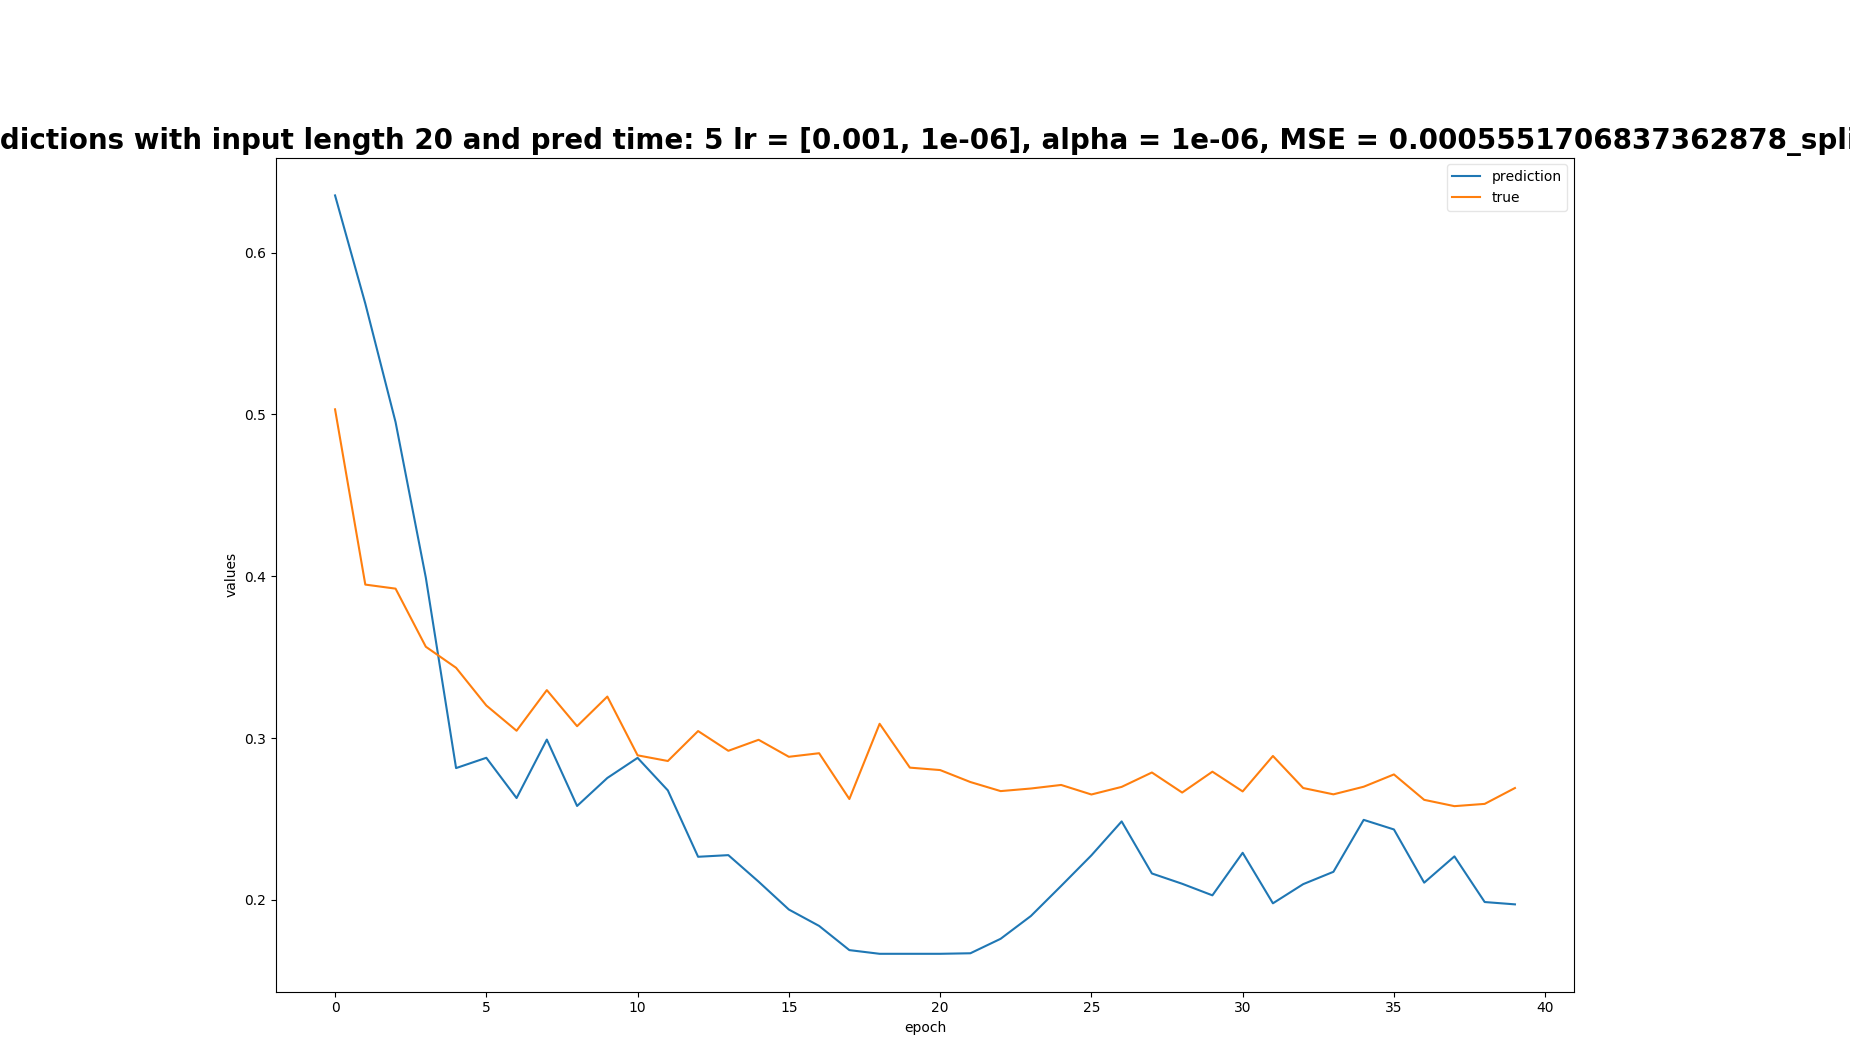 dictions with input length 20 and pred time: 5 lr = [0.001, 1e-06], alpha = 1e-06, MSE = 0.0005551706837362878_spli
prediction
true
0.6
0.5
0.4
0.3
0.2
values
0 5 10 15 20 25 30 35 40
epoch